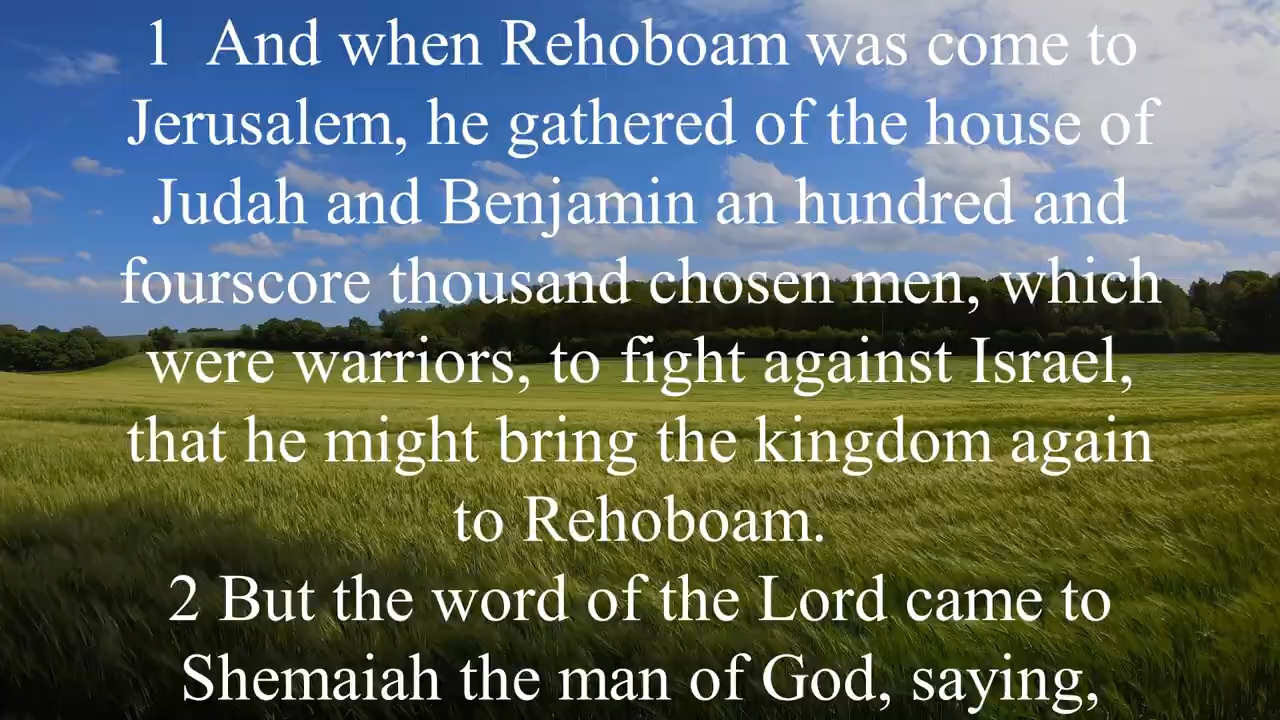 1  And when Rehoboam was come to
Jerusalem, he gathered of the house of
Judah and Benjamin an hundred and
fourscore thousand chosen men, which
were warriors, to fight against Israel,
that he might bring the kingdom again
to Rehoboam.
2 But the word of the Lord came to
Shemaiah the man of God, saying,